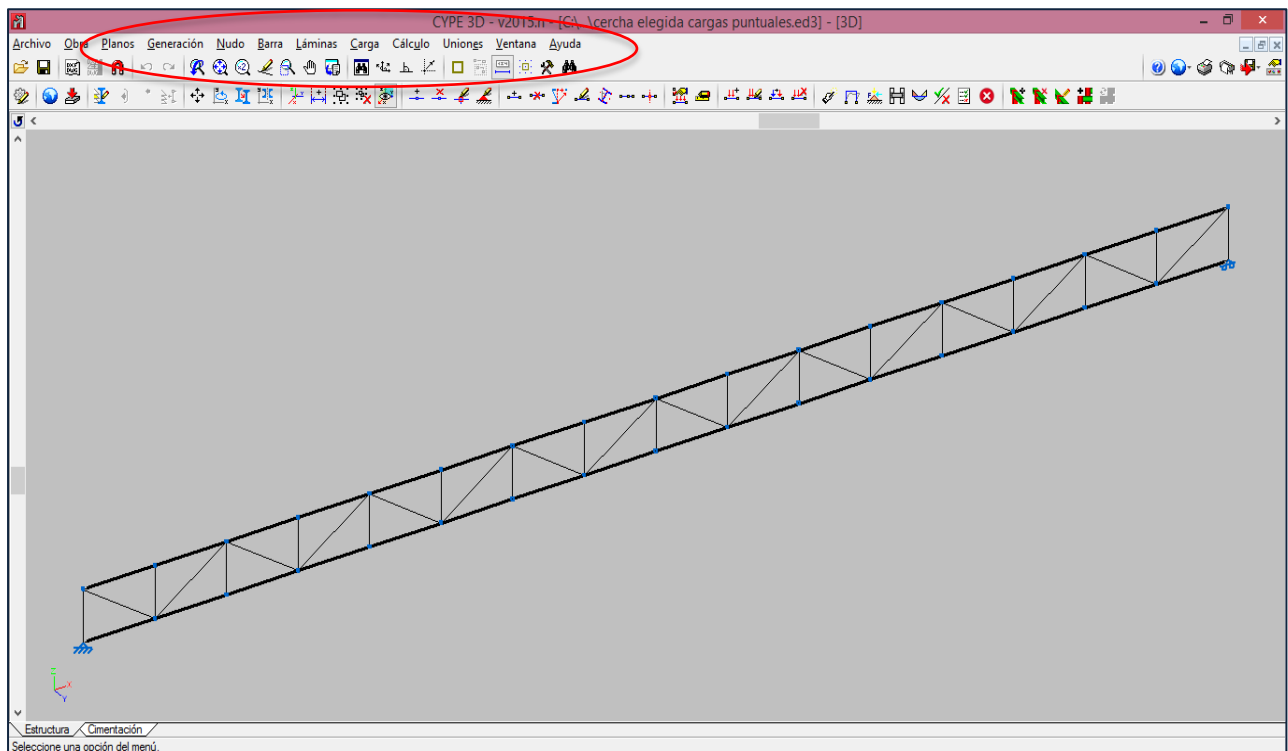 CYPE 3D - v2015.n - [C:\...\cercha elegida cargas puntuales.ed3] - [3D]
Archivo Obra Planos Generación Nudo Barra Láminas Carga Cálculo Uniones Ventana Ayuda
Z
X
Y
Estructura Cimentación
Seleccione una opción del menú.